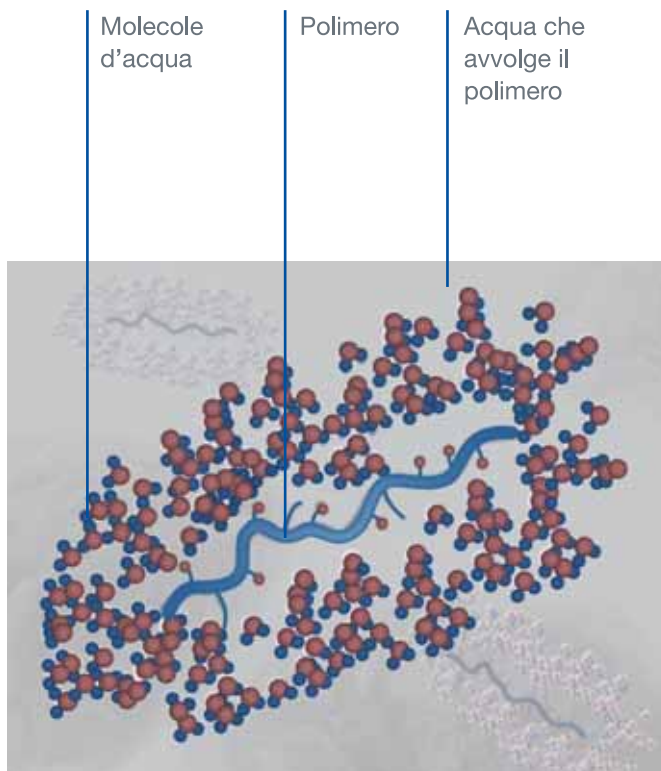 Molecole
d’acqua
Polimero
Acqua che
avvolge il
polimero